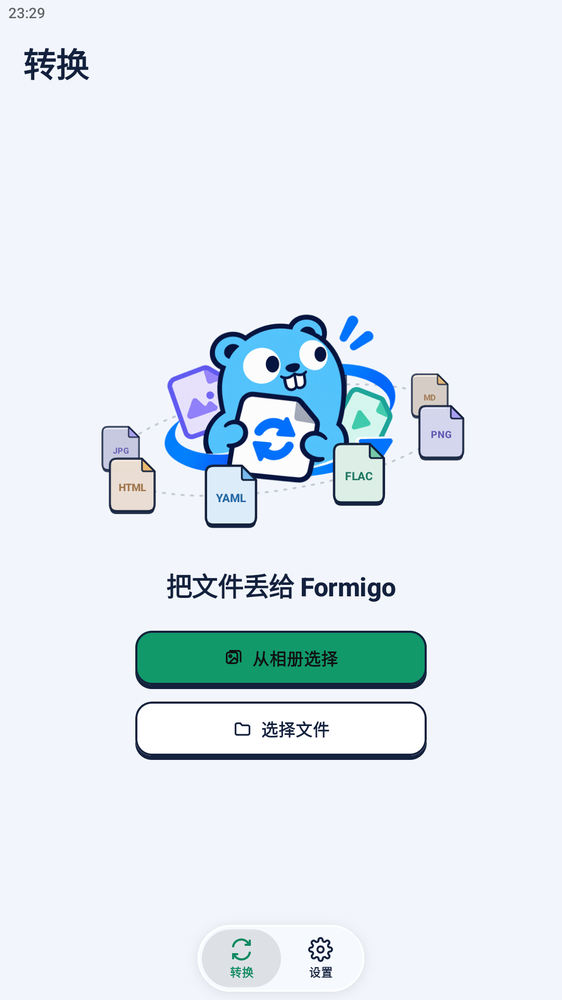 23:29
转换
MD
PNG
JPG
HTML
YAML
FLAC
把文件丢给 Formigo
从相册选择
选择文件
转换
设置